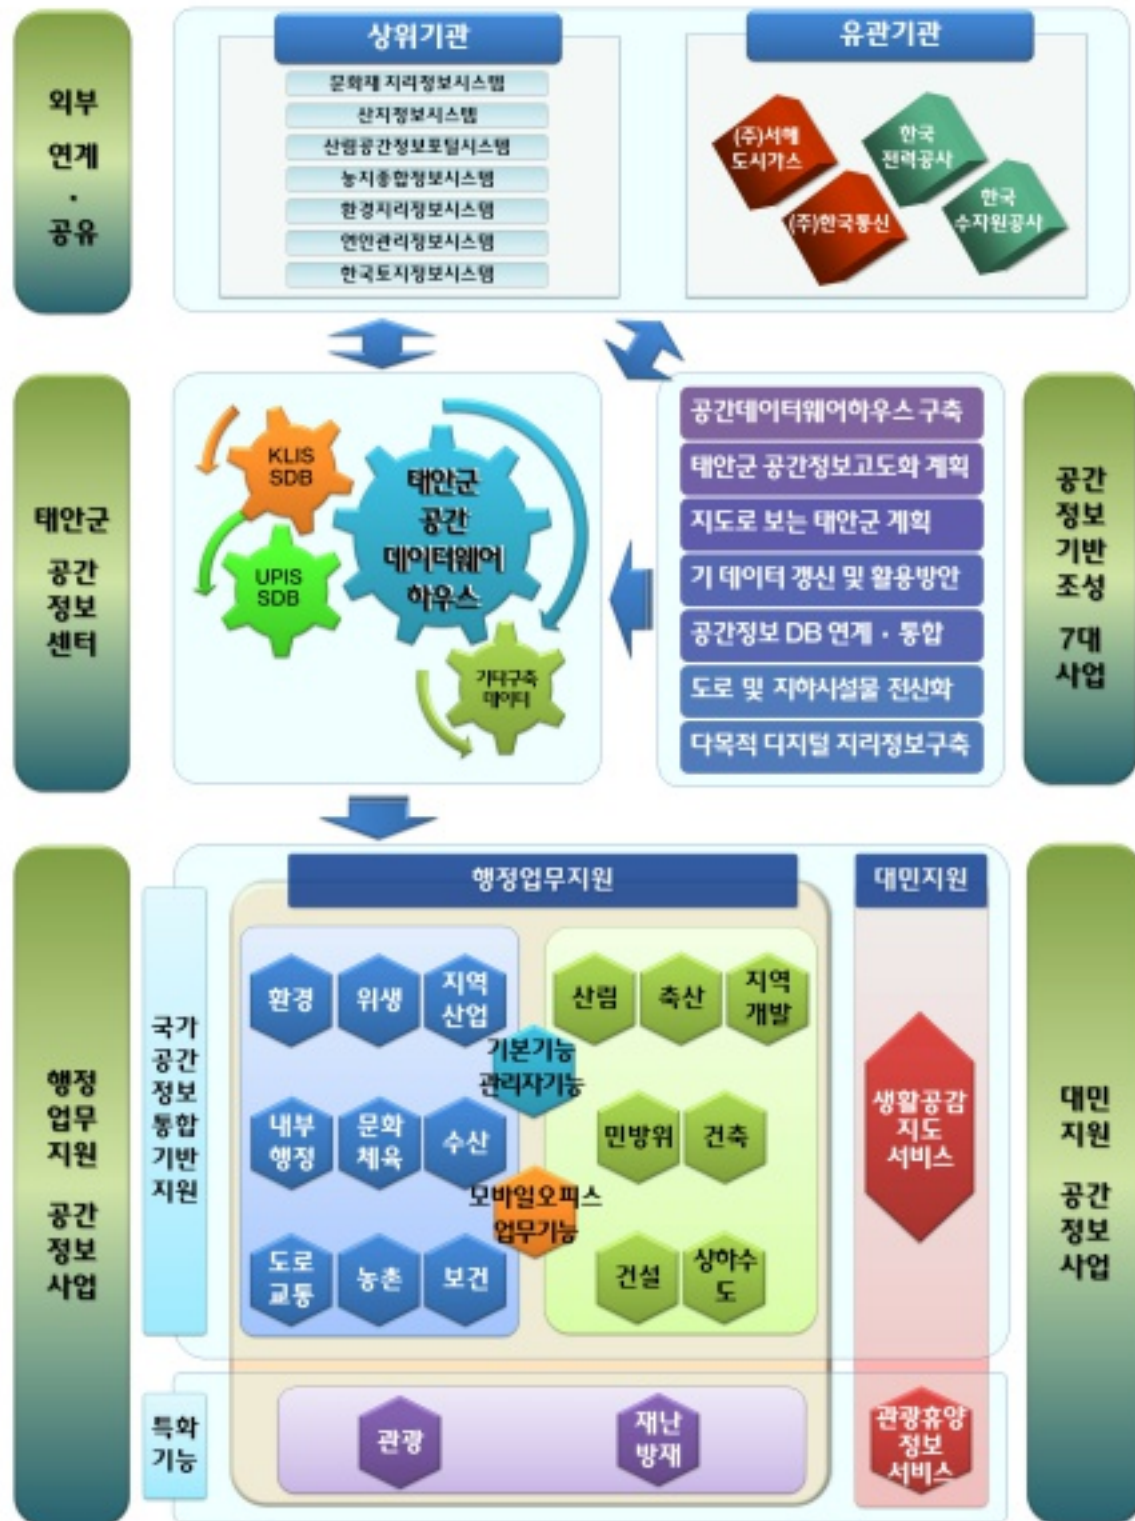 외부
연계
·
공유
상위기관
문화재 지리정보시스템
산지정보시스템
산림공간정보포털시스템
농지종합정보시스템
환경지리정보시스템
연안관리정보시스템
한국토지정보시스템
유관기관
(주)서해
도시가스
한국
전력공사
(주)한국통신
한국
수자원공사
태안군
공간
정보
센터
KLIS
SDB
UPIS
SDB
태안군
공간
데이터웨어
하우스
기타구축
데이터
공간데이터웨어하우스 구축
태안군 공간정보고도화 계획
지도로 보는 태안군 계획
기 데이터 갱신 및 활용방안
공간정보 DB 연계 · 통합
도로 및 지하시설물 전산화
다목적 디지털 지리정보구축
공간
정보
기반
조성
7대
사업
행정
업무
지원
공간
정보
사업
국가
공간
정보
통합
기반
지원
행정업무지원
환경
위생
지역
산업
내부
행정
문화
체육
수산
도로
교통
농촌
보건
기본기능
관리자기능
모바일오피스
업무기능
산림
축산
지역
개발
민방위
건축
건설
상하수
도
대민지원
생활공감
지도
서비스
특화
기능
관광
재난
방재
관광휴양
정보
서비스
대민
지원
공간
정보
사업